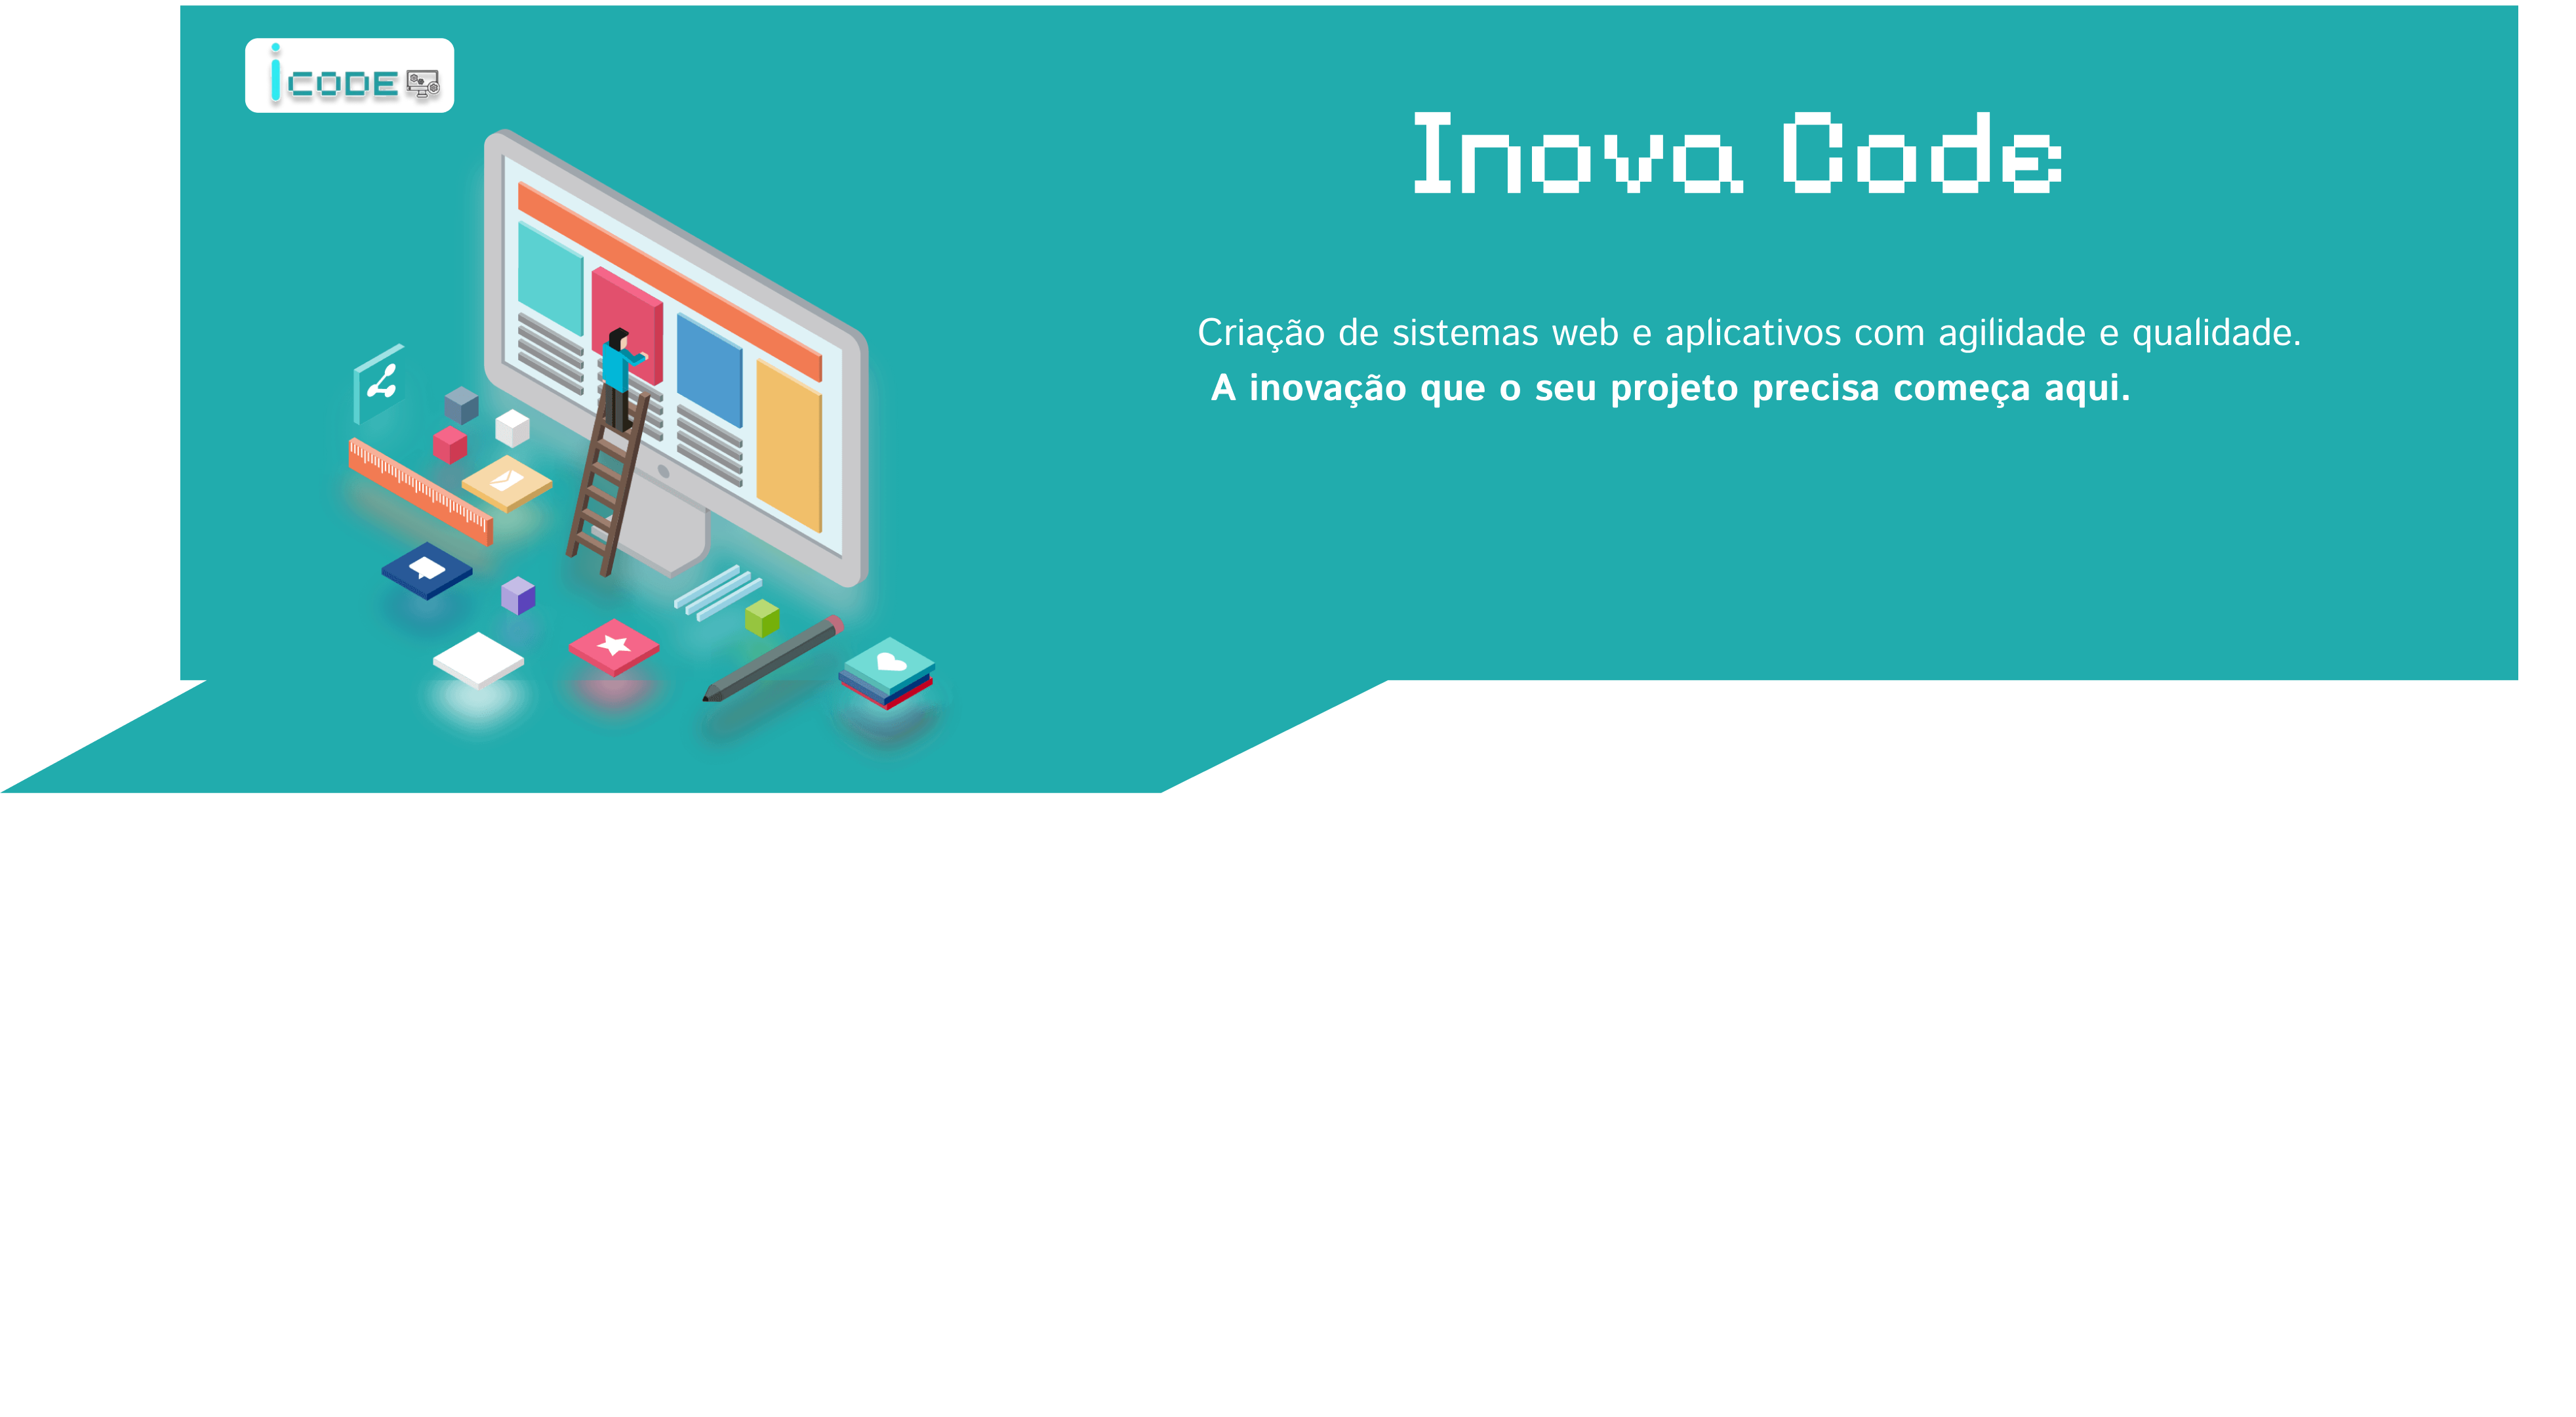 iCODE
Inova Code
Criação de sistemas web e aplicativos com agilidade e qualidade.
A inovação que o seu projeto precisa começa aqui.